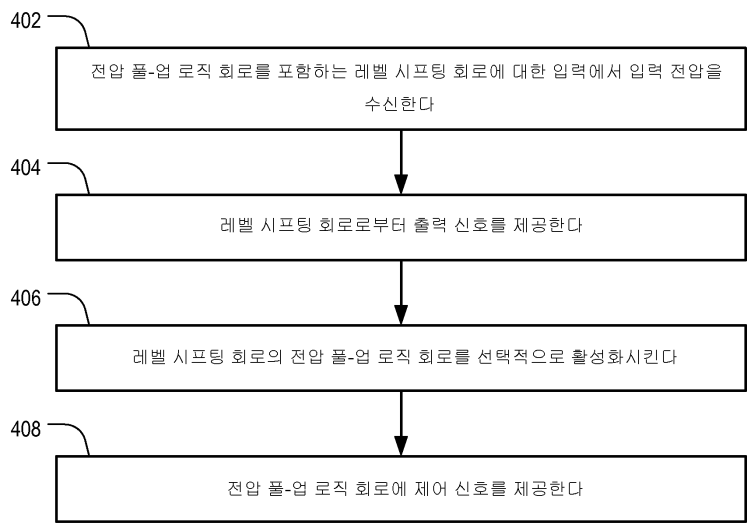 402
전압 풀-업 로직 회로를 포함하는 레벨 시프팅 회로에 대한 입력에서 입력 전압을
수신한다
404
레벨 시프팅 회로로부터 출력 신호를 제공한다
406
레벨 시프팅 회로의 전압 풀-업 로직 회로를 선택적으로 활성화시킨다
408
전압 풀-업 로직 회로에 제어 신호를 제공한다